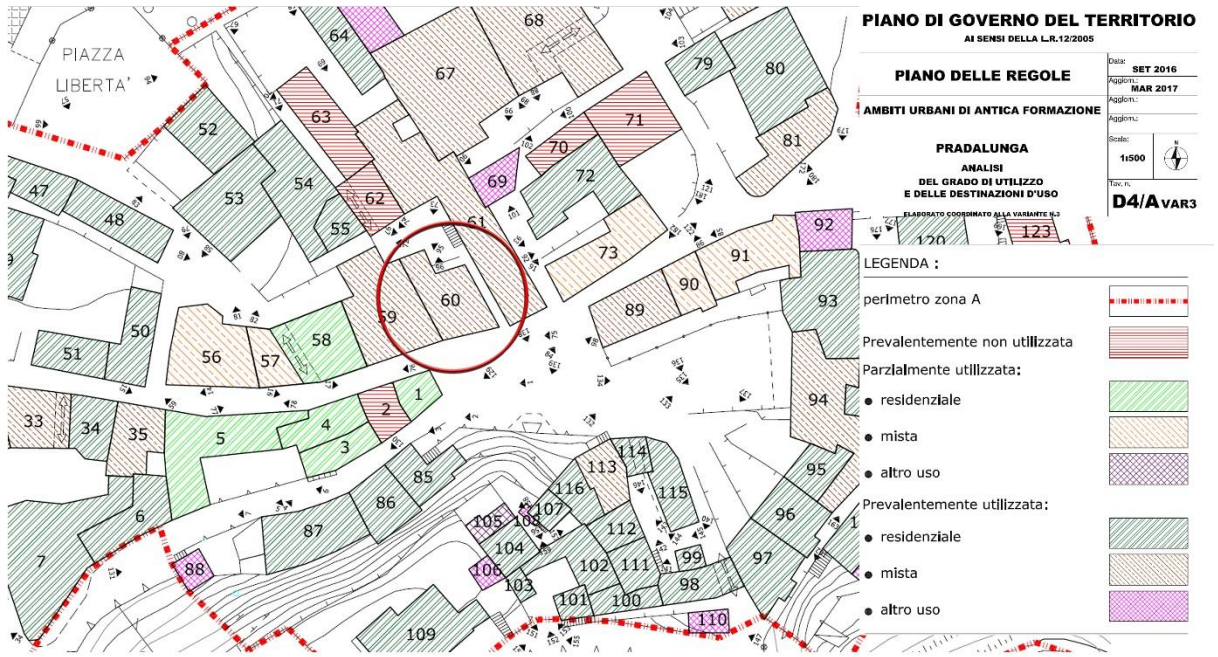 PIAZZA
LIBERTA'
PIANO DI GOVERNO DEL TERRITORIO
AI SENSI DELLA L.R.12/2005
PIANO DELLE REGOLE
AMBITI URBANI DI ANTICA FORMAZIONE
PRADALUNGA
ANALISI
DEL GRADO DI UTILIZZO
E DELLE DESTINAZIONI D'USO
ELABORATO COORDINATO ALLA VARIANTE N.3
Data:
SET 2016
Aggiorn.:
MAR 2017
Aggiorn.:
Aggiorn.:
Scala:
1:500
N
Tav. n.
D4/A VAR3
LEGENDA :
perimetro zona A
Prevalentemente non utilizzata
Parzialmente utilizzata:
• residenziale
• mista
• altro uso
Prevalentemente utilizzata:
• residenziale
• mista
• altro uso
64
67
68
79
80
81
63
71
70
52
69
72
62
53
54
55
47
48
61
73
92
120
123
91
90
60
89
93
59
50
58
51
56
57
94
1
2
33
34
35
5
4
3
85
113
114
95
116
115
86
107
6
105
108
96
87
112
104
7
88
106
102
111
99
97
103
98
101
100
109
110